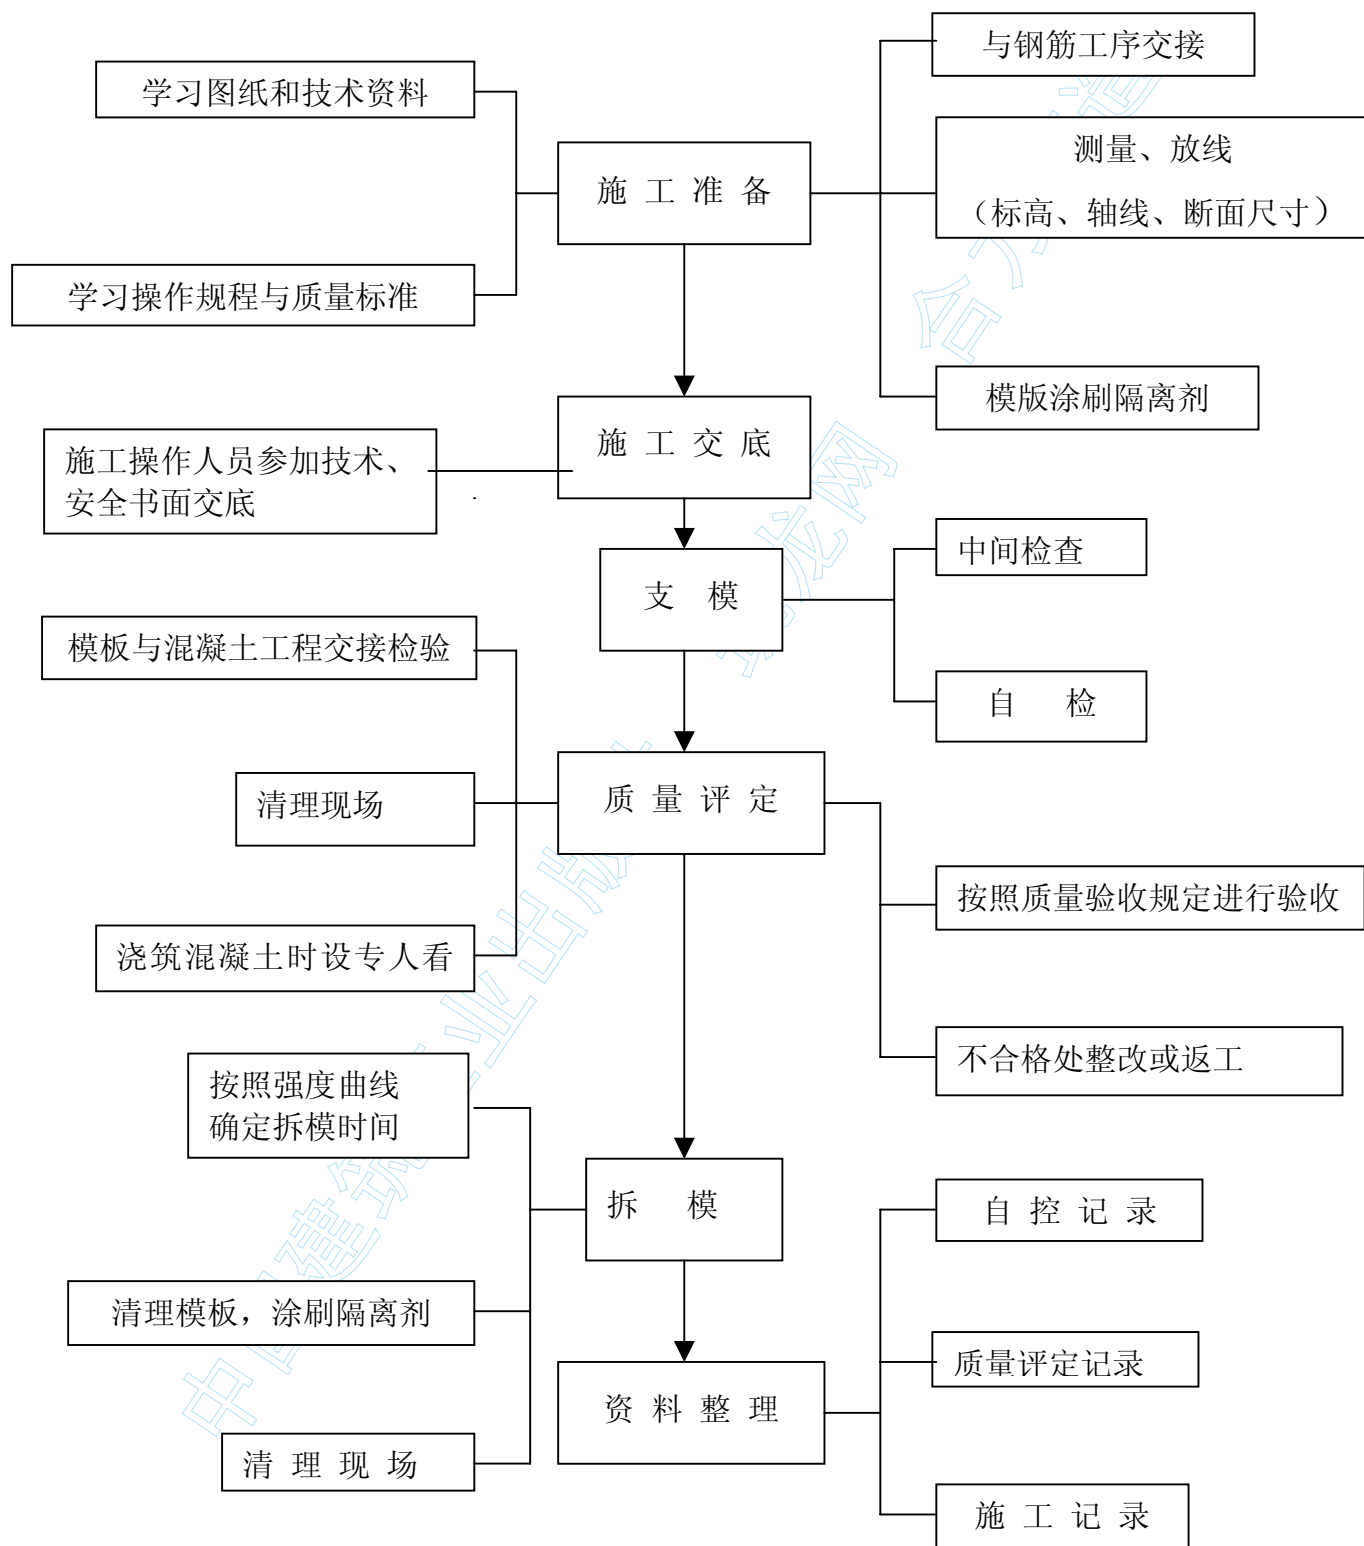 与钢筋工序交接
学习图纸和技术资料
测量、放线
（标高、轴线、断面尺寸）
施工准备
学习操作规程与质量标准
模版涂刷隔离剂
施工交底
施工操作人员参加技术、
安全书面交底
中间检查
支模
模板与混凝土工程交接检验
自检
清理现场
质量评定
按照质量验收规定进行验收
浇筑混凝土时设专人看
不合格处整改或返工
按照强度曲线
确定拆模时间
拆模
自控记录
清理模板，涂刷隔离剂
质量评定记录
资料整理
清理现场
施工记录